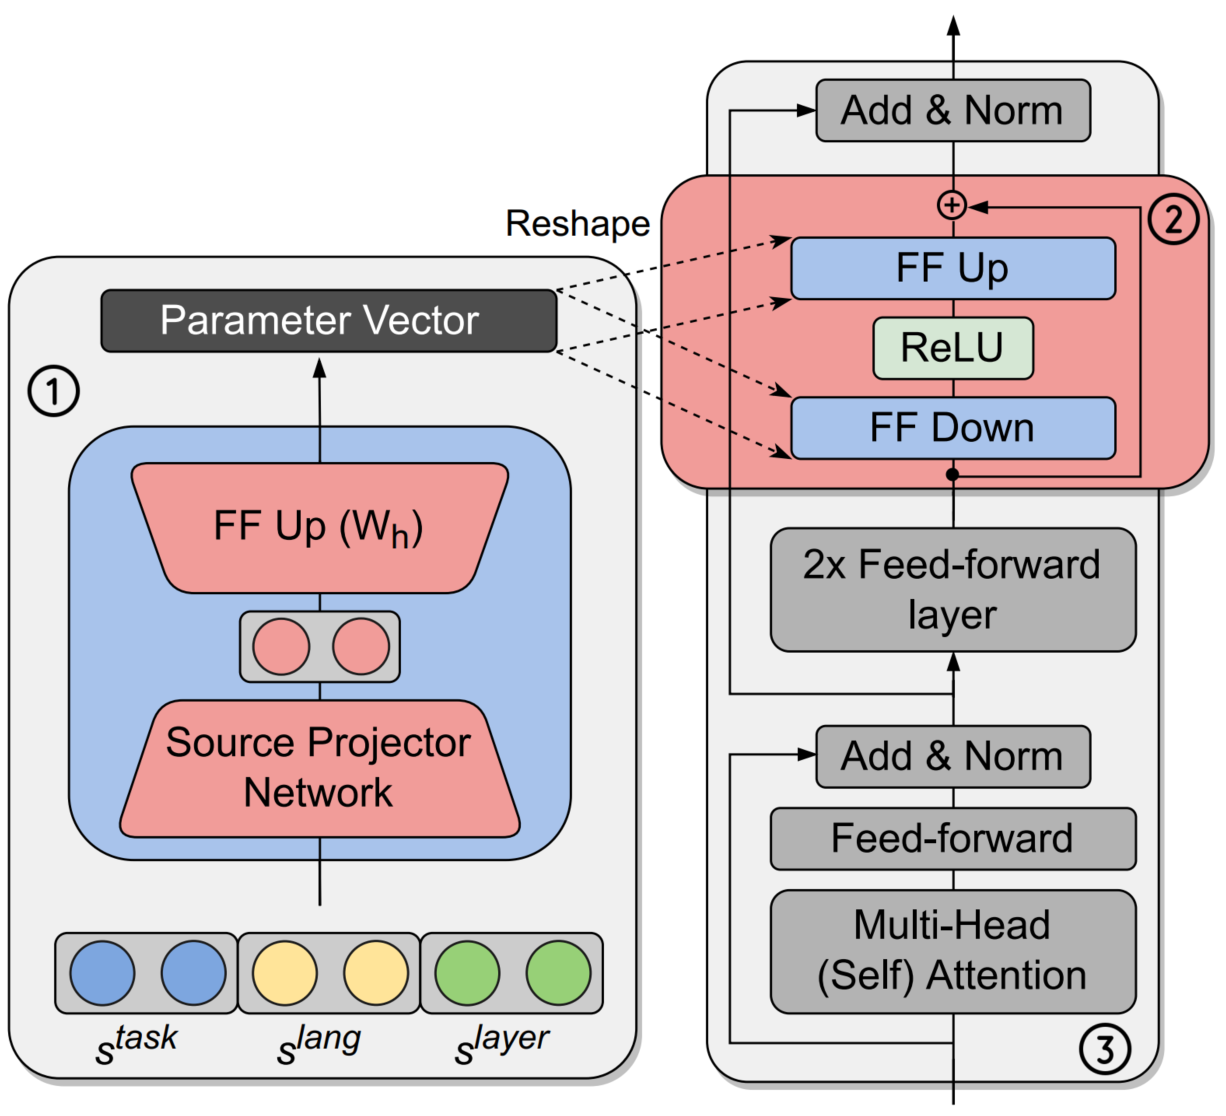 Reshape
Parameter Vector
1
FF Up (Wₕ)
Source Projector
Network
s^task
s^lang
s^layer
Add & Norm
2
FF Up
ReLU
FF Down
2x Feed-forward
layer
Add & Norm
Feed-forward
Multi-Head
(Self) Attention
3